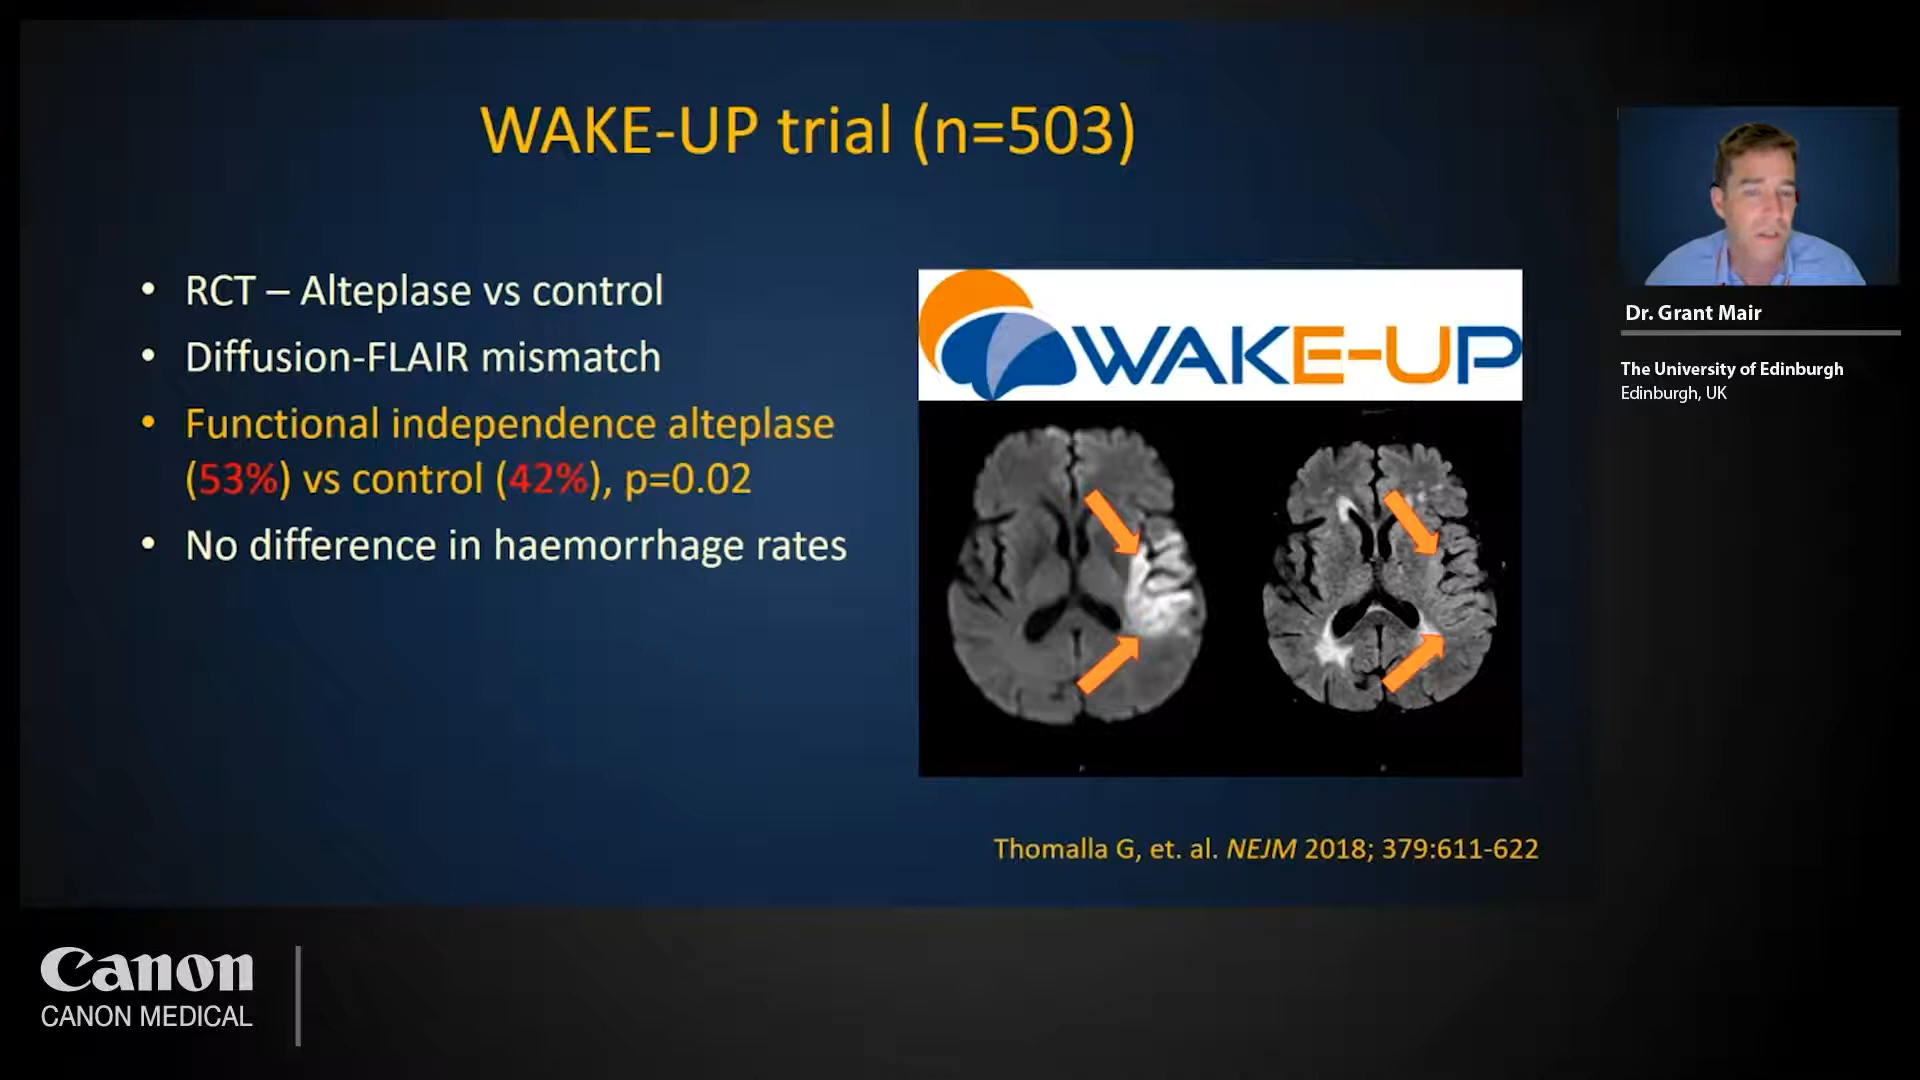 WAKE-UP trial (n=503)
• RCT – Alteplase vs control
• Diffusion-FLAIR mismatch
• Functional independence alteplase
(53%) vs control (42%), p=0.02
• No difference in haemorrhage rates
WAKE-UP
Thomalla G, et. al. NEJM 2018; 379:611-622
Dr. Grant Mair
The University of Edinburgh
Edinburgh, UK
Canon
CANON MEDICAL